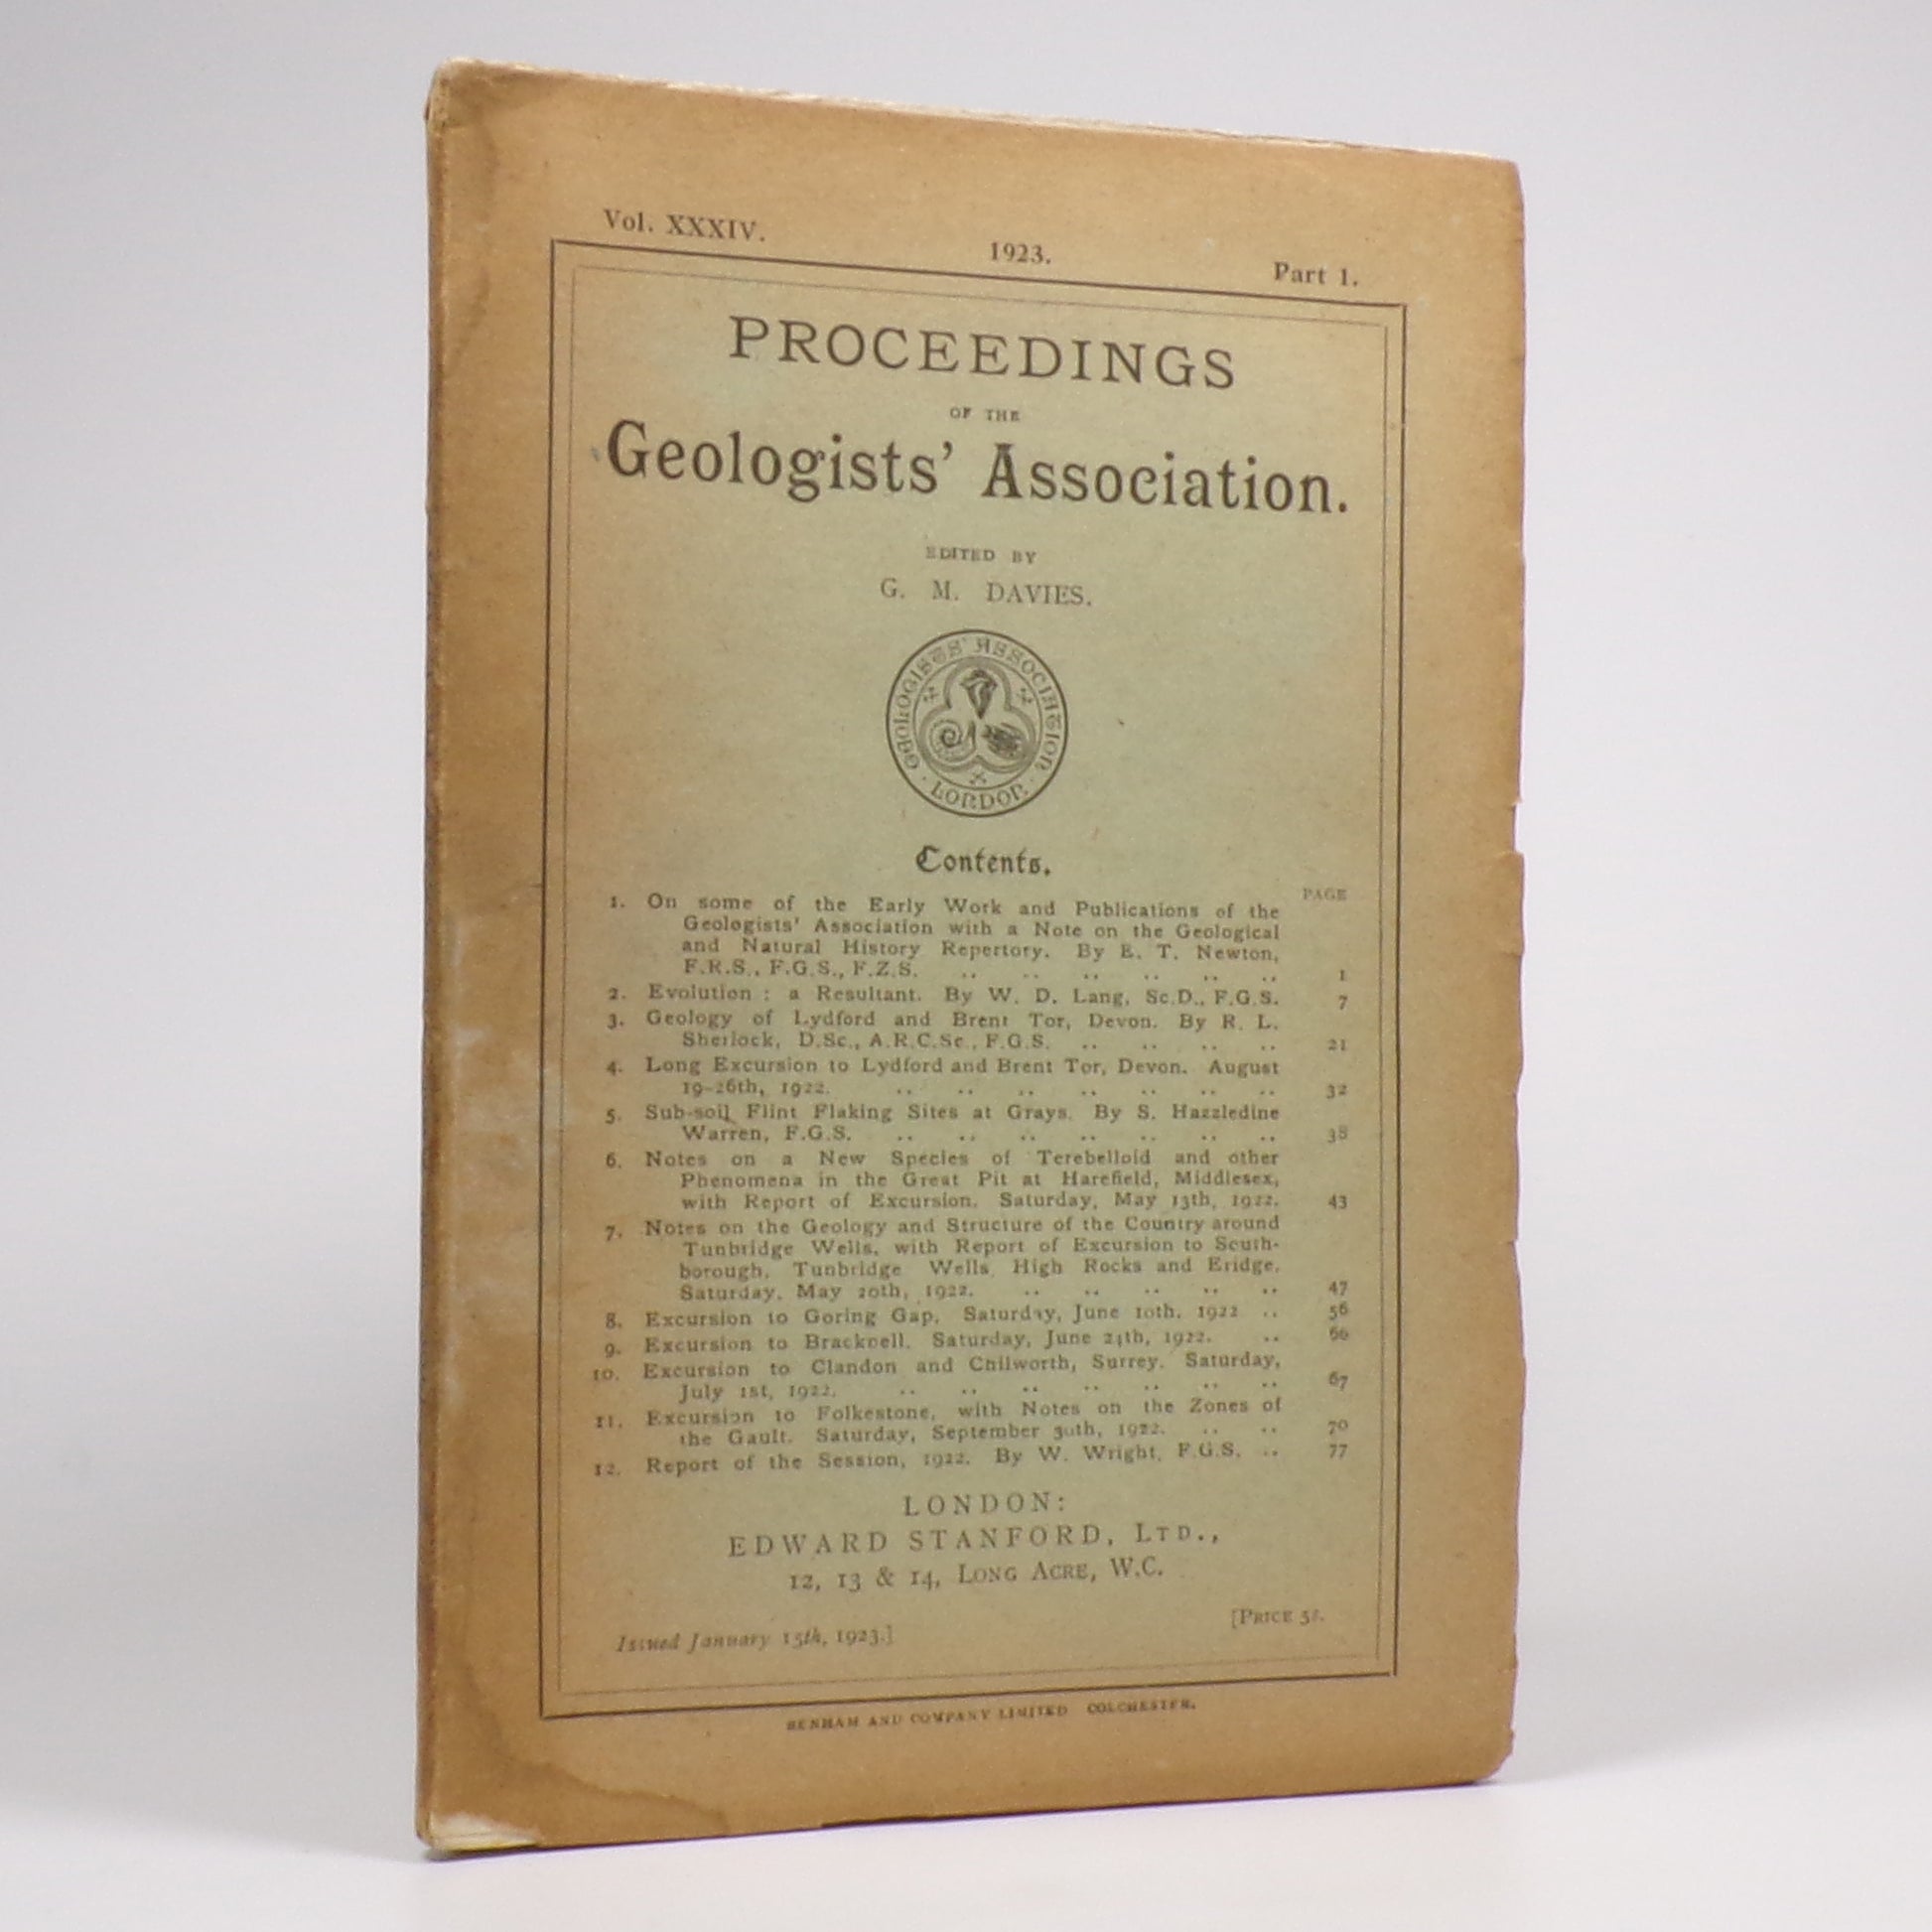 Vol. XXXIV.
1923.
Part 1.
PROCEEDINGS
OF THE
Geologists' Association.
EDITED BY
G. M. DAVIES.
GEOLOGISTS' ASSOCIATION
· LONDON ·
Contents.
PAGE
1. On some of the Early Work and Publications of the
Geologists' Association with a Note on the Geological
and Natural History Repertory. By E. T. Newton,
F.R.S., F.G.S., F.Z.S. .. .. .. .. .. .. 1
2. Evolution : a Resultant. By W. D. Lang, Sc.D., F.G.S. 7
3. Geology of Lydford and Brent Tor, Devon. By R. L.
Sherlock, D.Sc., A.R.C.Sc., F.G.S. .. .. .. .. 21
4. Long Excursion to Lydford and Brent Tor, Devon. August
19-26th, 1922. .. .. .. .. .. .. .. 32
5. Sub-soil Flint Flaking Sites at Grays. By S. Hazzledine
Warren, F.G.S. .. .. .. .. .. .. .. 38
6. Notes on a New Species of Terebelloid and other
Phenomena in the Great Pit at Harefield, Middlesex,
with Report of Excursion. Saturday, May 13th, 1922. 43
7. Notes on the Geology and Structure of the Country around
Tunbridge Wells, with Report of Excursion to South-
borough, Tunbridge Wells, High Rocks and Eridge.
Saturday, May 20th, 1922. .. .. .. .. .. 47
8. Excursion to Goring Gap. Saturday, June 10th, 1922 .. 56
9. Excursion to Bracknell. Saturday, June 24th, 1922. .. 66
10. Excursion to Clandon and Chilworth, Surrey. Saturday,
July 1st, 1922. .. .. .. .. .. .. .. 67
11. Excursion to Folkestone, with Notes on the Zones of
the Gault. Saturday, September 30th, 1922. .. .. 70
12. Report of the Session, 1922. By W. Wright, F.G.S. .. 77
LONDON:
EDWARD STANFORD, LTD.,
12, 13 & 14, LONG ACRE, W.C.
[PRICE 5s.
Issued January 15th, 1923.]
BENHAM AND COMPANY LIMITED COLCHESTER.